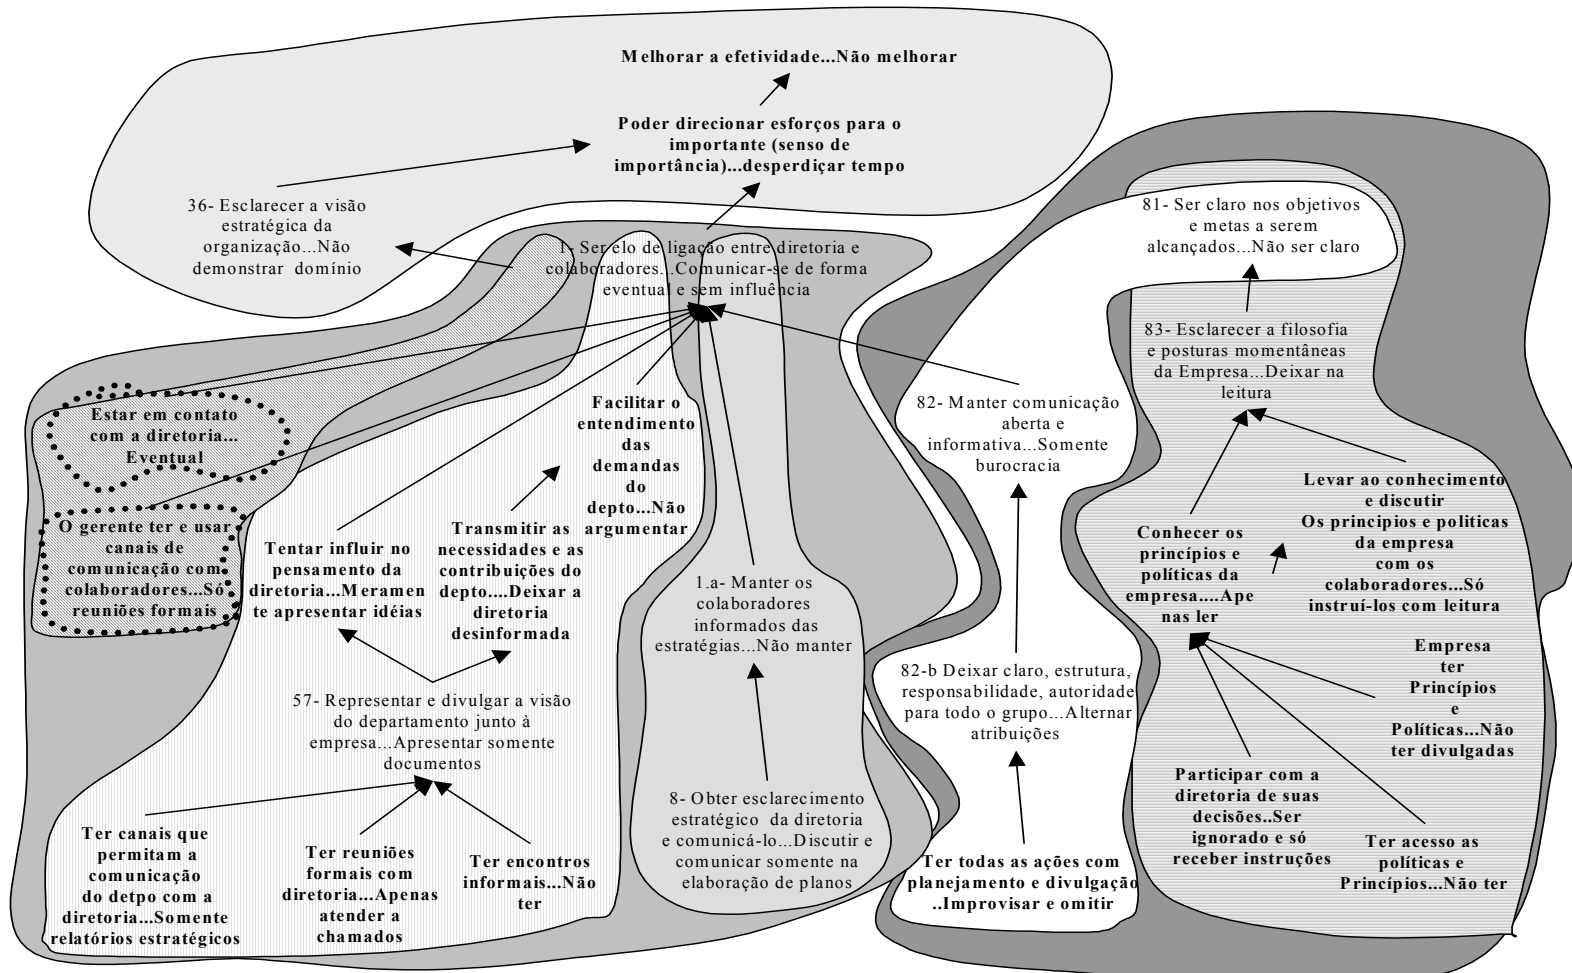 Melhorar a efetividade...Não melhorar
Poder direcionar esforços para o
importante (senso de
importância)...desperdiçar tempo
36- Esclarecer a visão
estratégica da
organização...Não
demonstrar domínio
1- Ser elo de ligação entre diretoria e
colaboradores...Comunicar-se de forma
eventual e sem influência
81- Ser claro nos objetivos
e metas a serem
alcançados...Não ser claro
83- Esclarecer a filosofia
e posturas momentâneas
da Empresa...Deixar na
leitura
Estar em contato
com a diretoria...
Eventual
Facilitar o
entendimento
das
demandas
do
depto...Não
argumentar
82- Manter comunicação
aberta e
informativa...Somente
burocracia
O gerente ter e usar
canais de
comunicação com
colaboradores...Só
reuniões formais
Tentar influir no
pensamento da
diretoria...Meramen
te apresentar idéias
Transmitir as
necessidades e as
contribuições do
depto....Deixar a
diretoria
desinformada
1.a- Manter os
colaboradores
informados das
estratégias...Não manter
Conhecer os
princípios e
políticas da
empresa....Ape
nas ler
Levar ao conhecimento
e discutir
Os principios e politicas
da empresa
com os
colaboradores...Só
instruí-los com leitura
57- Representar e divulgar a visão
do departamento junto à
empresa...Apresentar somente
documentos
82-b Deixar claro, estrutura,
responsabilidade, autoridade
para todo o grupo...Alternar
atribuições
Empresa
ter
Princípios
e
Políticas...Não
ter divulgadas
Ter canais que
permitam a
comunicação
do detpo com a
diretoria...Somente
relatórios estratégicos
Ter reuniões
formais com
diretoria...Apenas
atender a
chamados
Ter encontros
informais...Não
ter
8- Obter esclarecimento
estratégico da diretoria
e comunicá-lo...Discutir e
comunicar somente na
elaboração de planos
Ter todas as ações com
planejamento e divulgação
..Improvisar e omitir
Participar com a
diretoria de suas
decisões..Ser
ignorado e só
receber instruções
Ter acesso as
políticas e
Princípios...Não ter